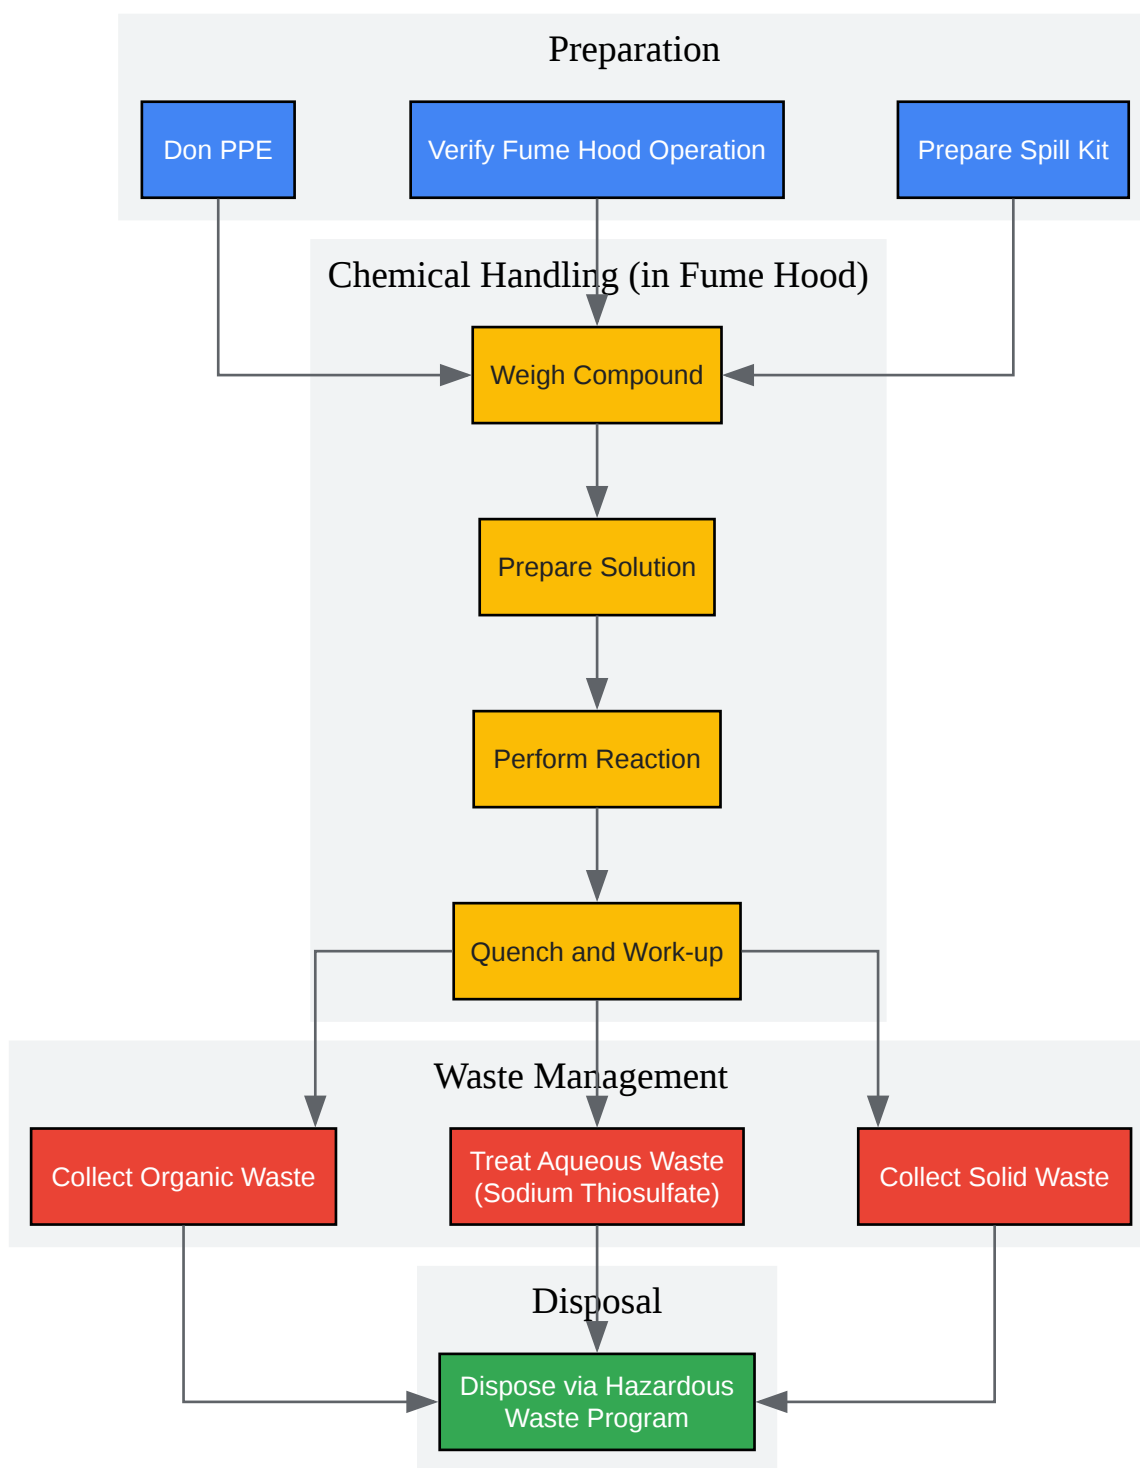 Preparation
Don PPE
Verify Fume Hood Operation
Prepare Spill Kit
Chemical Handling (in Fume Hood)
Weigh Compound
Prepare Solution
Perform Reaction
Quench and Work-up
Waste Management
Collect Organic Waste
Treat Aqueous Waste
(Sodium Thiosulfate)
Collect Solid Waste
Disposal
Dispose via Hazardous
Waste Program